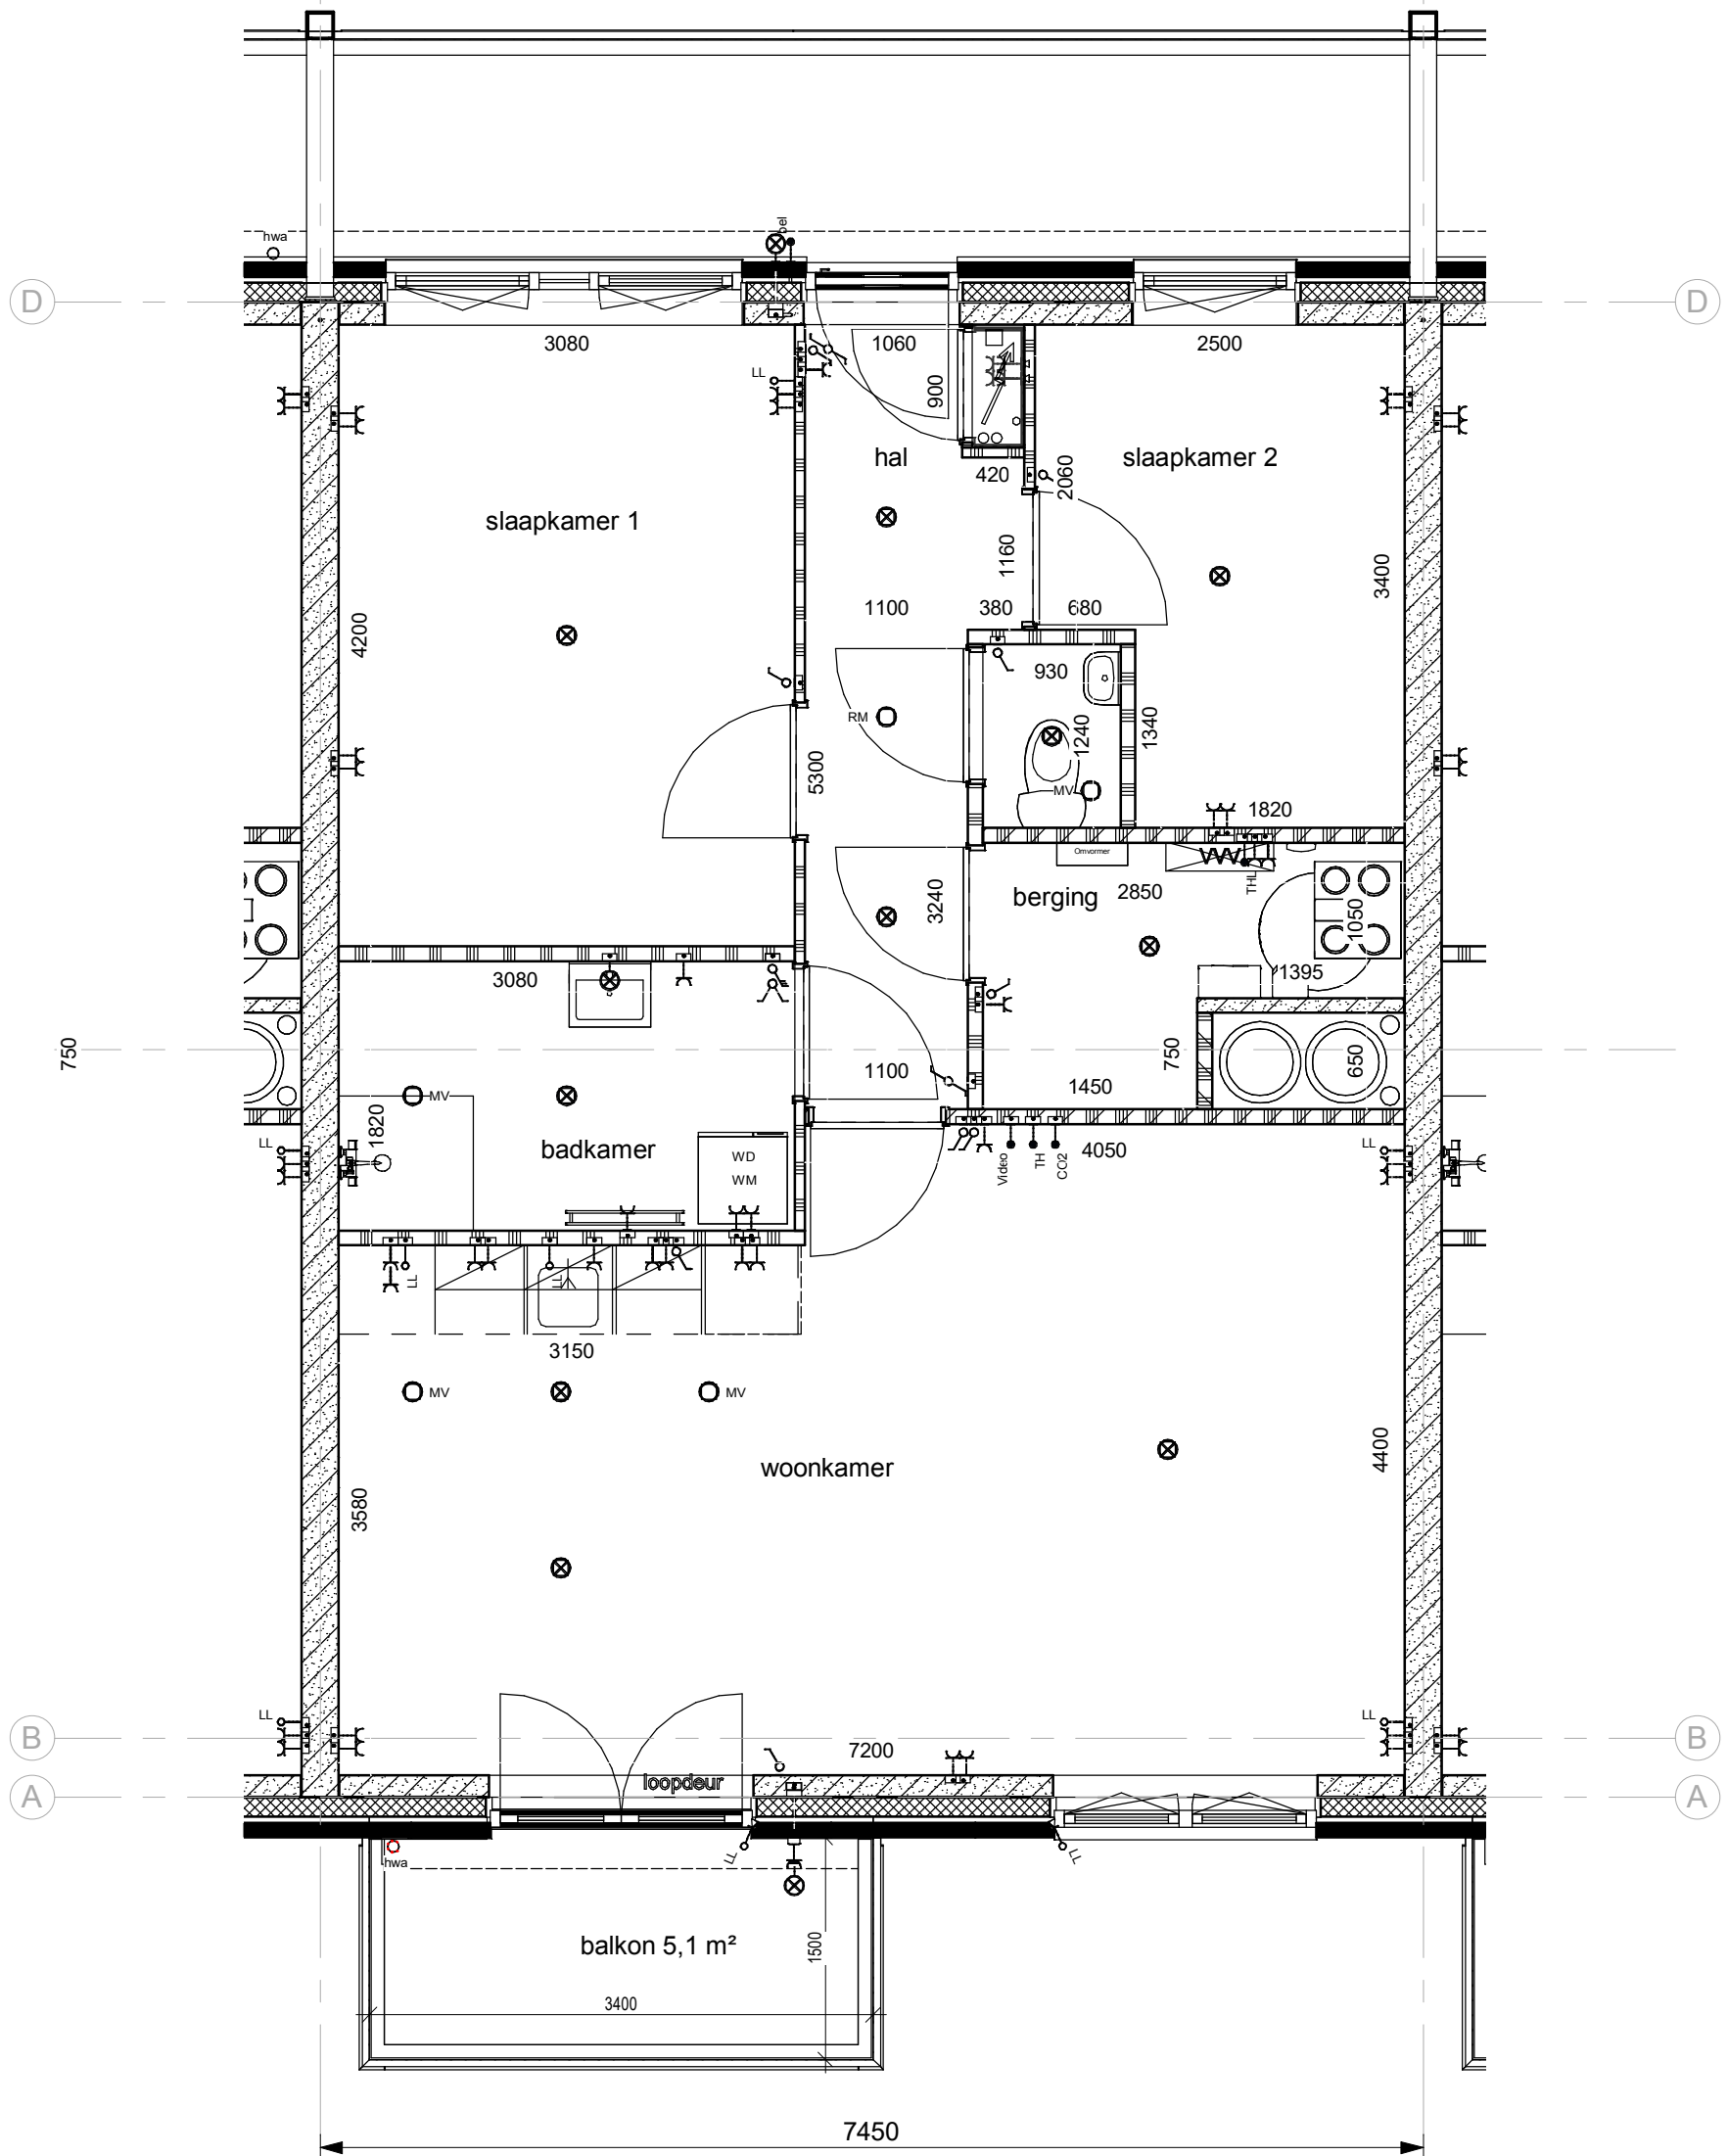 bel
hwa
D
D
3080
1060
2500
LL
900
hal
slaapkamer 2
420
2060
slaapkamer 1
1160
3400
4200
1100
380
680
930
RM
1240
1340
5300
MV
1820
Omvormer
THL
berging
2850
3240
1050
3080
1395
750
1100
750
650
1450
MV
1820
LL
badkamer
WD
WM
4050
LL
Video
TH
CO2
LL
LL
3150
MV
MV
woonkamer
4400
3580
LL
LL
B
B
7200
loopdeur
A
A
hwa
LL
LL
balkon 5,1 m²
1500
3400
7450